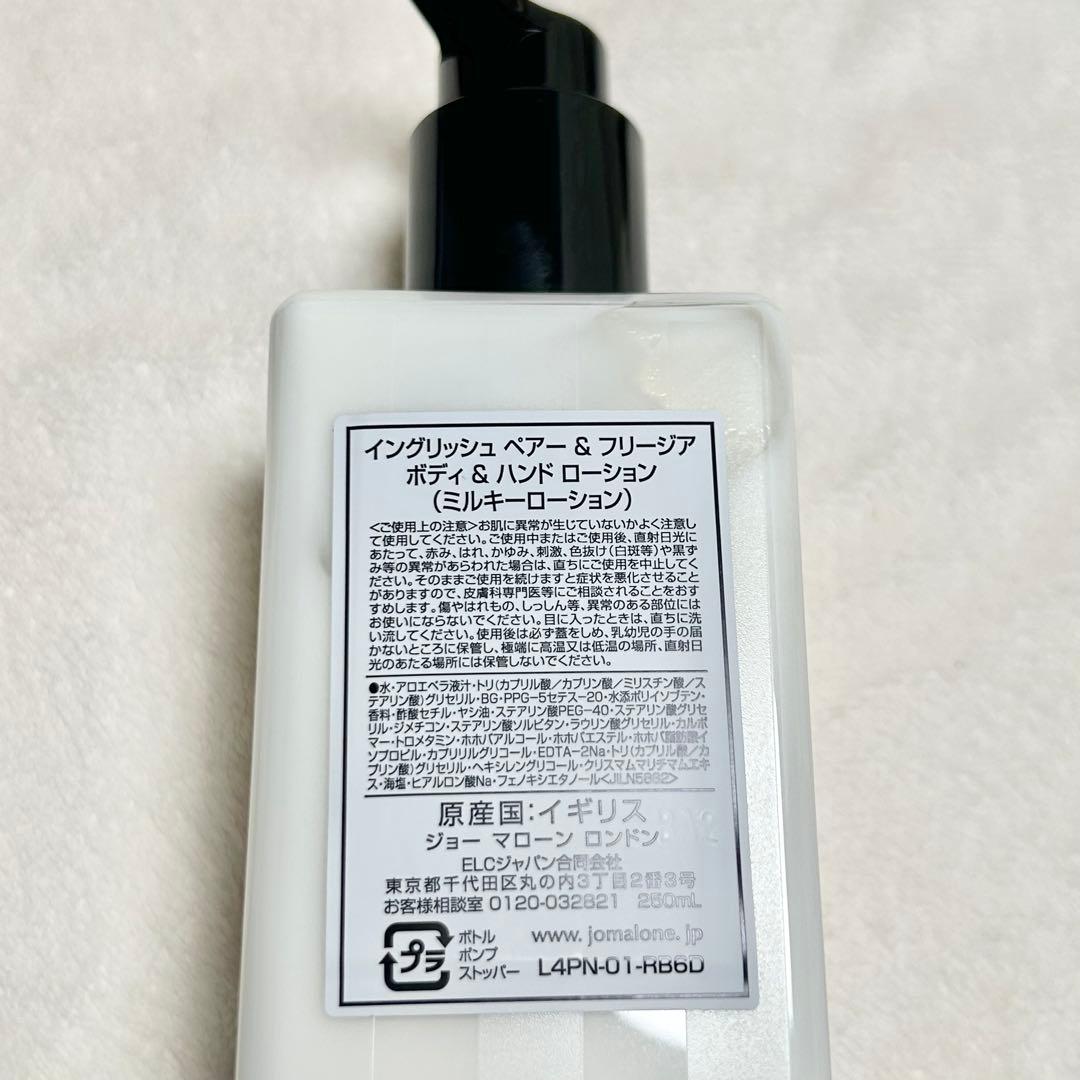 イングリッシュ ペアー & フリージア
ボディ & ハンド ローション
(ミルキーローション)
<ご使用上の注意>お肌に異常が生じていないかよく注意し
て使用してください。ご使用中またはご使用後、直射日光に
あたって、赤み、はれ、かゆみ、刺激、色抜け(白斑等)や黒ず
み等の異常があらわれた場合は、直ちにご使用を中止してく
ださい。そのままご使用を続けますと症状を悪化させること
がありますので、皮膚科専門医等にご相談されることをおす
すめします。傷やはれもの、しっしん等、異常のある部位には
お使いにならないでください。目に入ったときは、直ちに洗
い流してください。使用後は必ず蓋をしめ、乳幼児の手の届
かないところに保管し、極端に高温又は低温の場所、直射日
光のあたる場所には保管しないでください。
●水・アロエベラ液汁・トリ(カプリル酸/カプリン酸/ミリスチン酸/ス
テアリン酸)グリセリル・BG・PPG-5セテス-20・水添ポリイソブテン・
香料・酢酸セチル・ヤシ油・ステアリン酸PEG-40・ステアリン酸グリセ
リル・ジメチコン・ステアリン酸ソルビタン・ラウリン酸グリセリル・カルボ
マー・トロメタミン・ホホバアルコール・ホホバエステル・ホホバ脂肪酸イ
ソプロピル・カプリリルグリコール・EDTA-2Na・トリ(カプリル酸/カ
プリン酸)グリセリル・ヘキシレングリコール・クリスマムマリチマムエキ
ス・海塩・ヒアルロン酸Na・フェノキシエタノール<JILN5862>
原産国:イギリス
ジョー マローン ロンドン
ELCジャパン合同会社
東京都千代田区丸の内3丁目2番3号
お客様相談室 0120-032821 250mL
プラ
ボトル
ポンプ
ストッパー
www.jomalone.jp
L4PN-01-RB6D